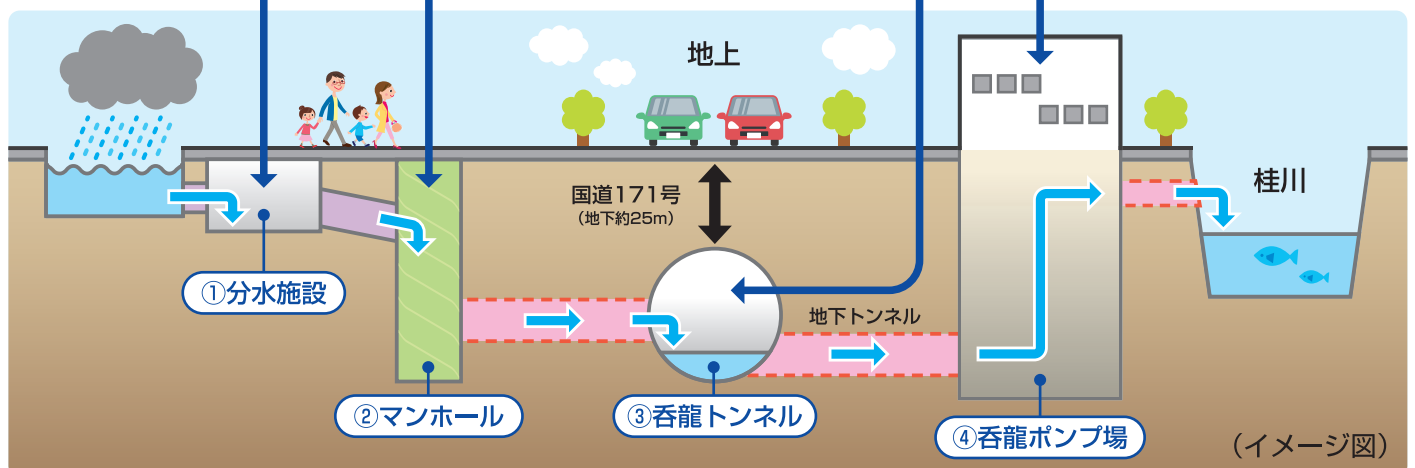 地上
国道171号
（地下約25m）
桂川
①分水施設
地下トンネル
②マンホール
③呑龍トンネル
④呑龍ポンプ場
（イメージ図）